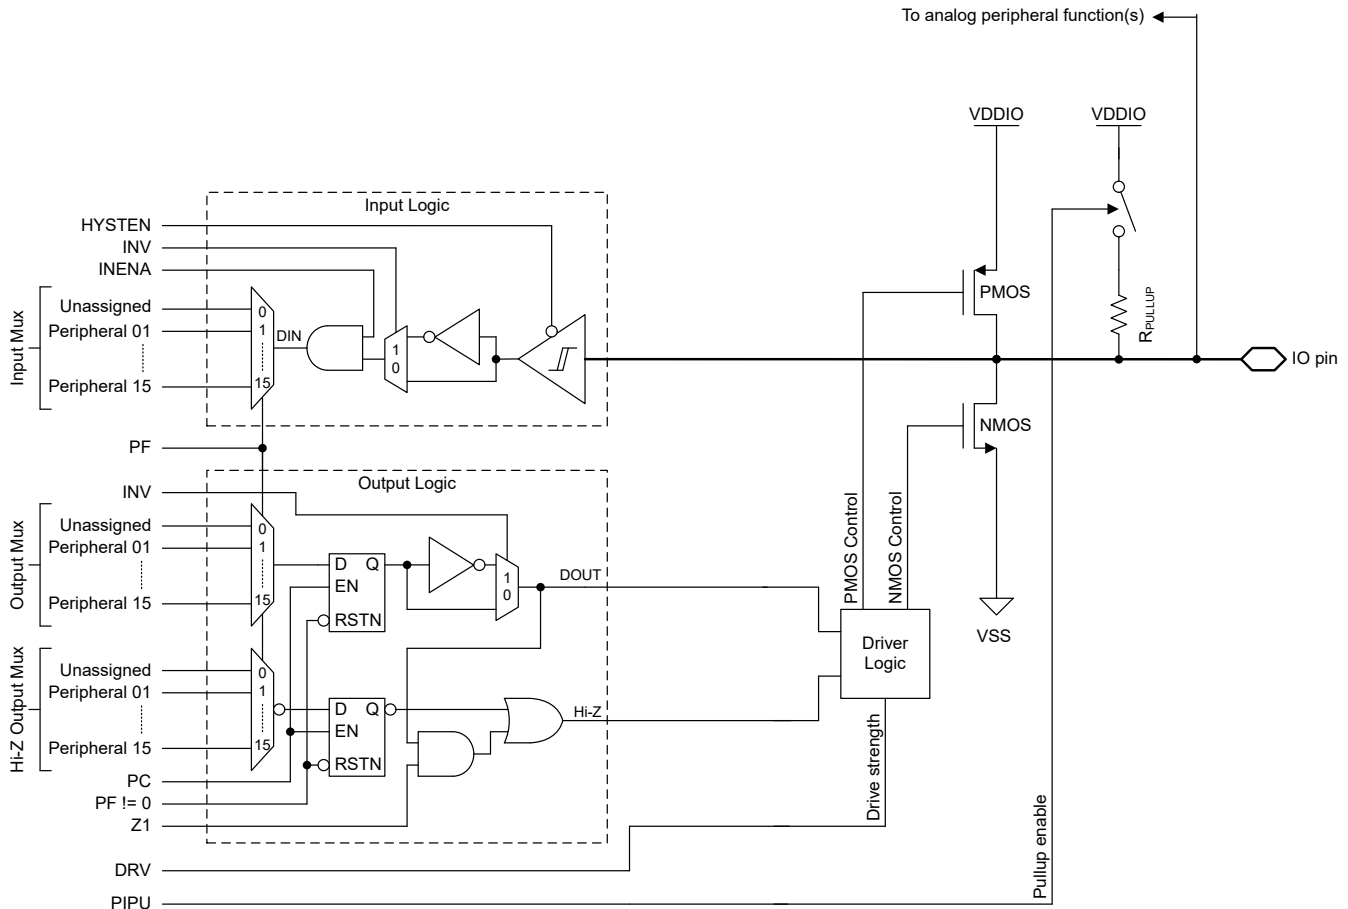 To analog peripheral function(s)
VDDIO
VDDIO
Input Logic
HYSTEN
INV
INENA
Input Mux
Unassigned
Peripheral 01
Peripheral 15
0
1
15
DIN
1
0
PMOS
RPULLUP
IO pin
PF
NMOS
Output Logic
INV
Output Mux
Unassigned
Peripheral 01
Peripheral 15
0
1
15
D Q
EN
RSTN
1
0
DOUT
PMOS Control
NMOS Control
VSS
Driver
Logic
Hi-Z Output Mux
Unassigned
Peripheral 01
Peripheral 15
0
1
15
D Q
EN
RSTN
Hi-Z
Drive strength
PC
PF != 0
Z1
DRV
PIPU
Pullup enable